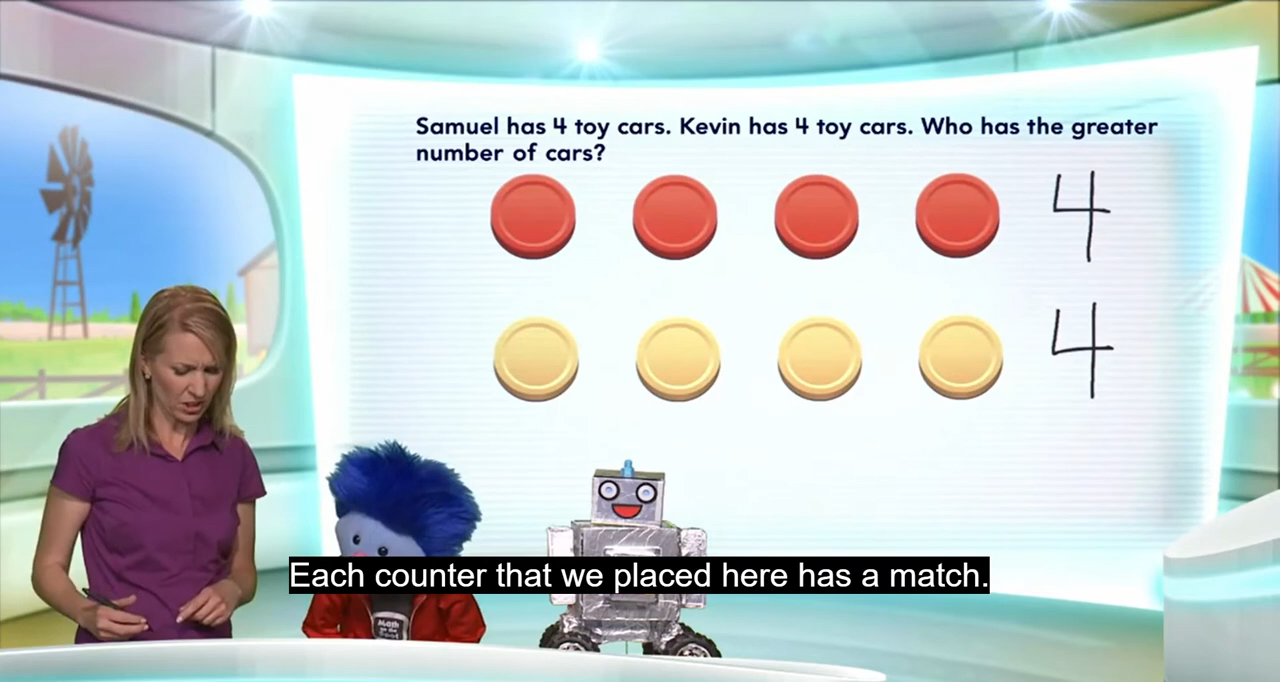 Samuel has 4 toy cars. Kevin has 4 toy cars. Who has the greater
number of cars?
4
4
Each counter that we placed here has a match.
Math